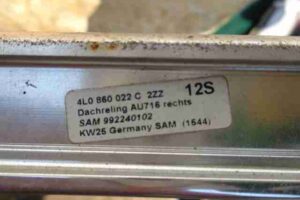 4L0 860 022 C 2ZZ 12S
Dachreling AU716 rechts
SAM 992240102
KW25 Germany SAM (1544)